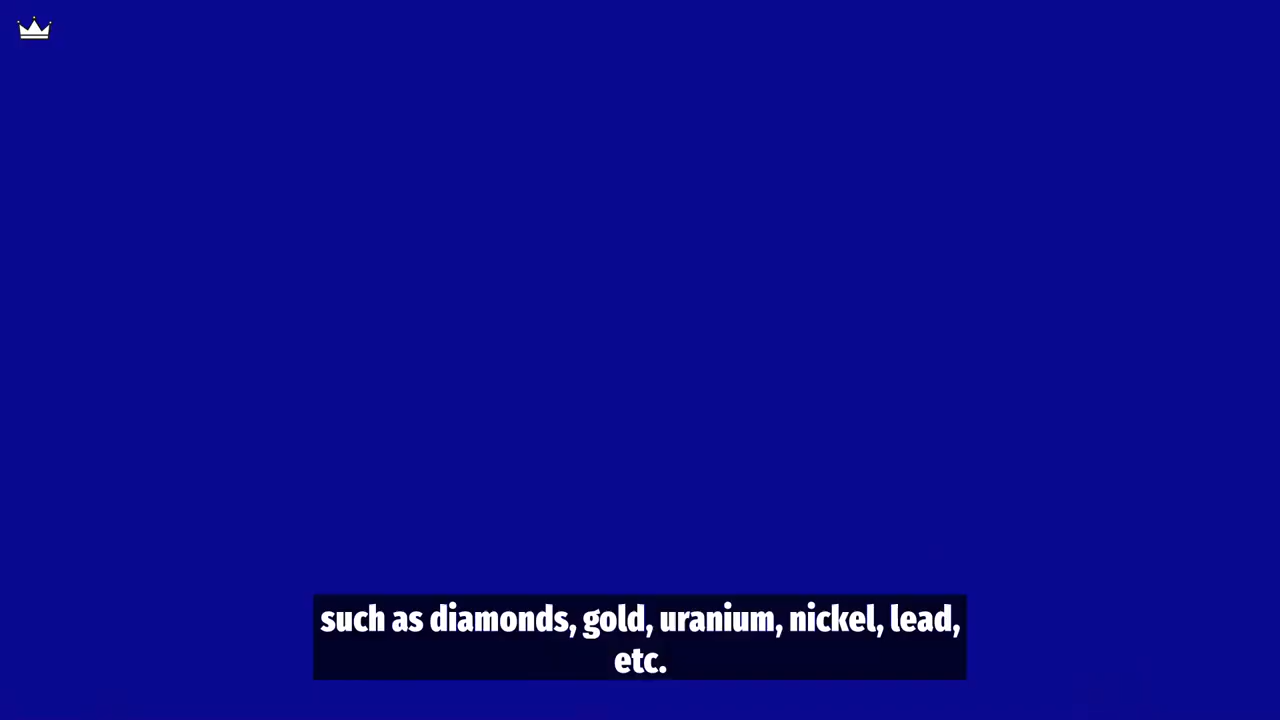 such as diamonds, gold, uranium, nickel, lead,
etc.